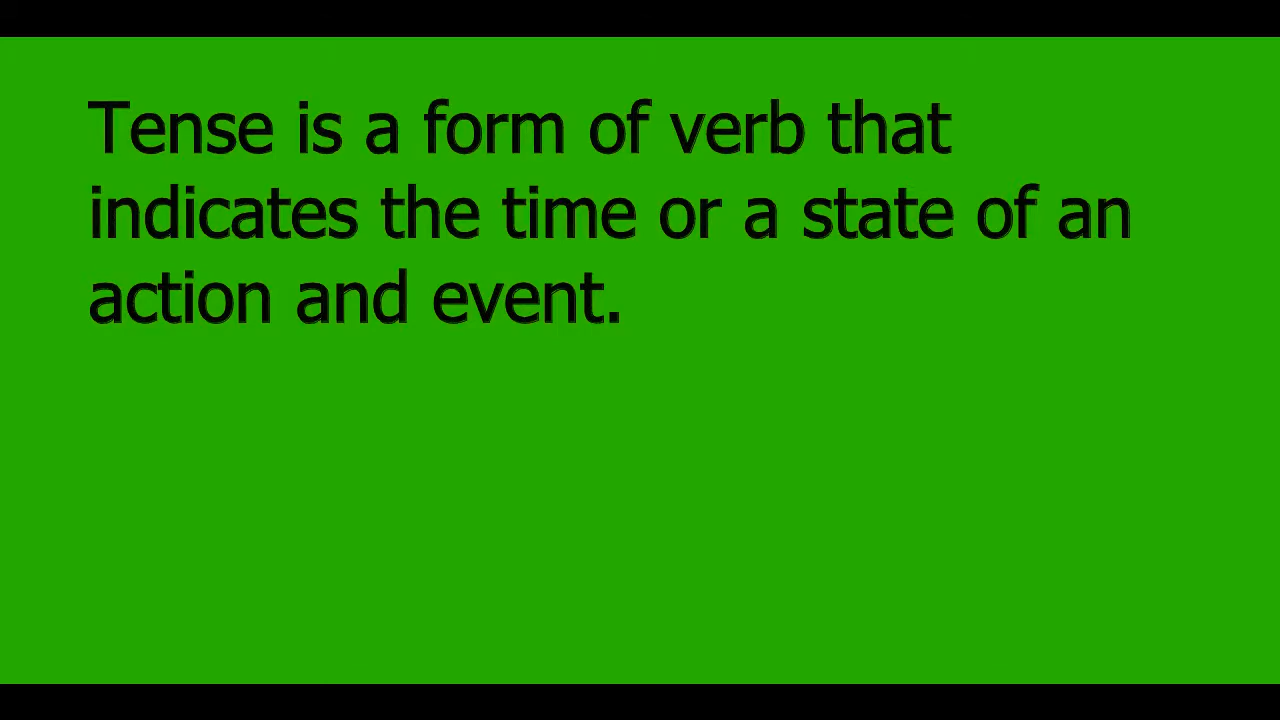 Tense is a form of verb that
indicates the time or a state of an
action and event.